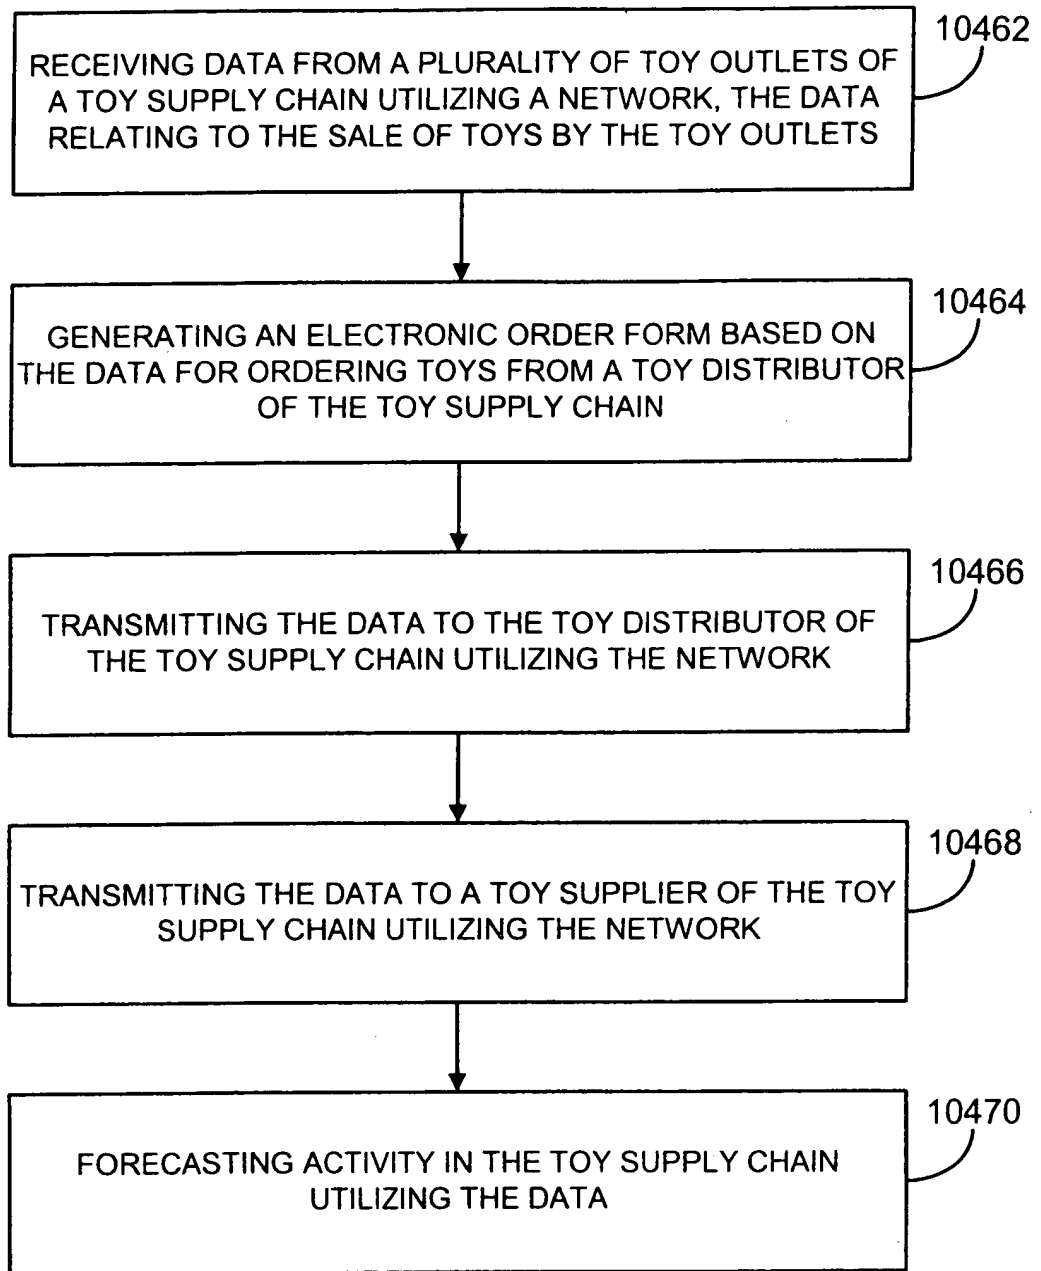 10462
RECEIVING DATA FROM A PLURALITY OF TOY OUTLETS OF
A TOY SUPPLY CHAIN UTILIZING A NETWORK, THE DATA
RELATING TO THE SALE OF TOYS BY THE TOY OUTLETS
10464
GENERATING AN ELECTRONIC ORDER FORM BASED ON
THE DATA FOR ORDERING TOYS FROM A TOY DISTRIBUTOR
OF THE TOY SUPPLY CHAIN
10466
TRANSMITTING THE DATA TO THE TOY DISTRIBUTOR OF
THE TOY SUPPLY CHAIN UTILIZING THE NETWORK
10468
TRANSMITTING THE DATA TO A TOY SUPPLIER OF THE TOY
SUPPLY CHAIN UTILIZING THE NETWORK
10470
FORECASTING ACTIVITY IN THE TOY SUPPLY CHAIN
UTILIZING THE DATA